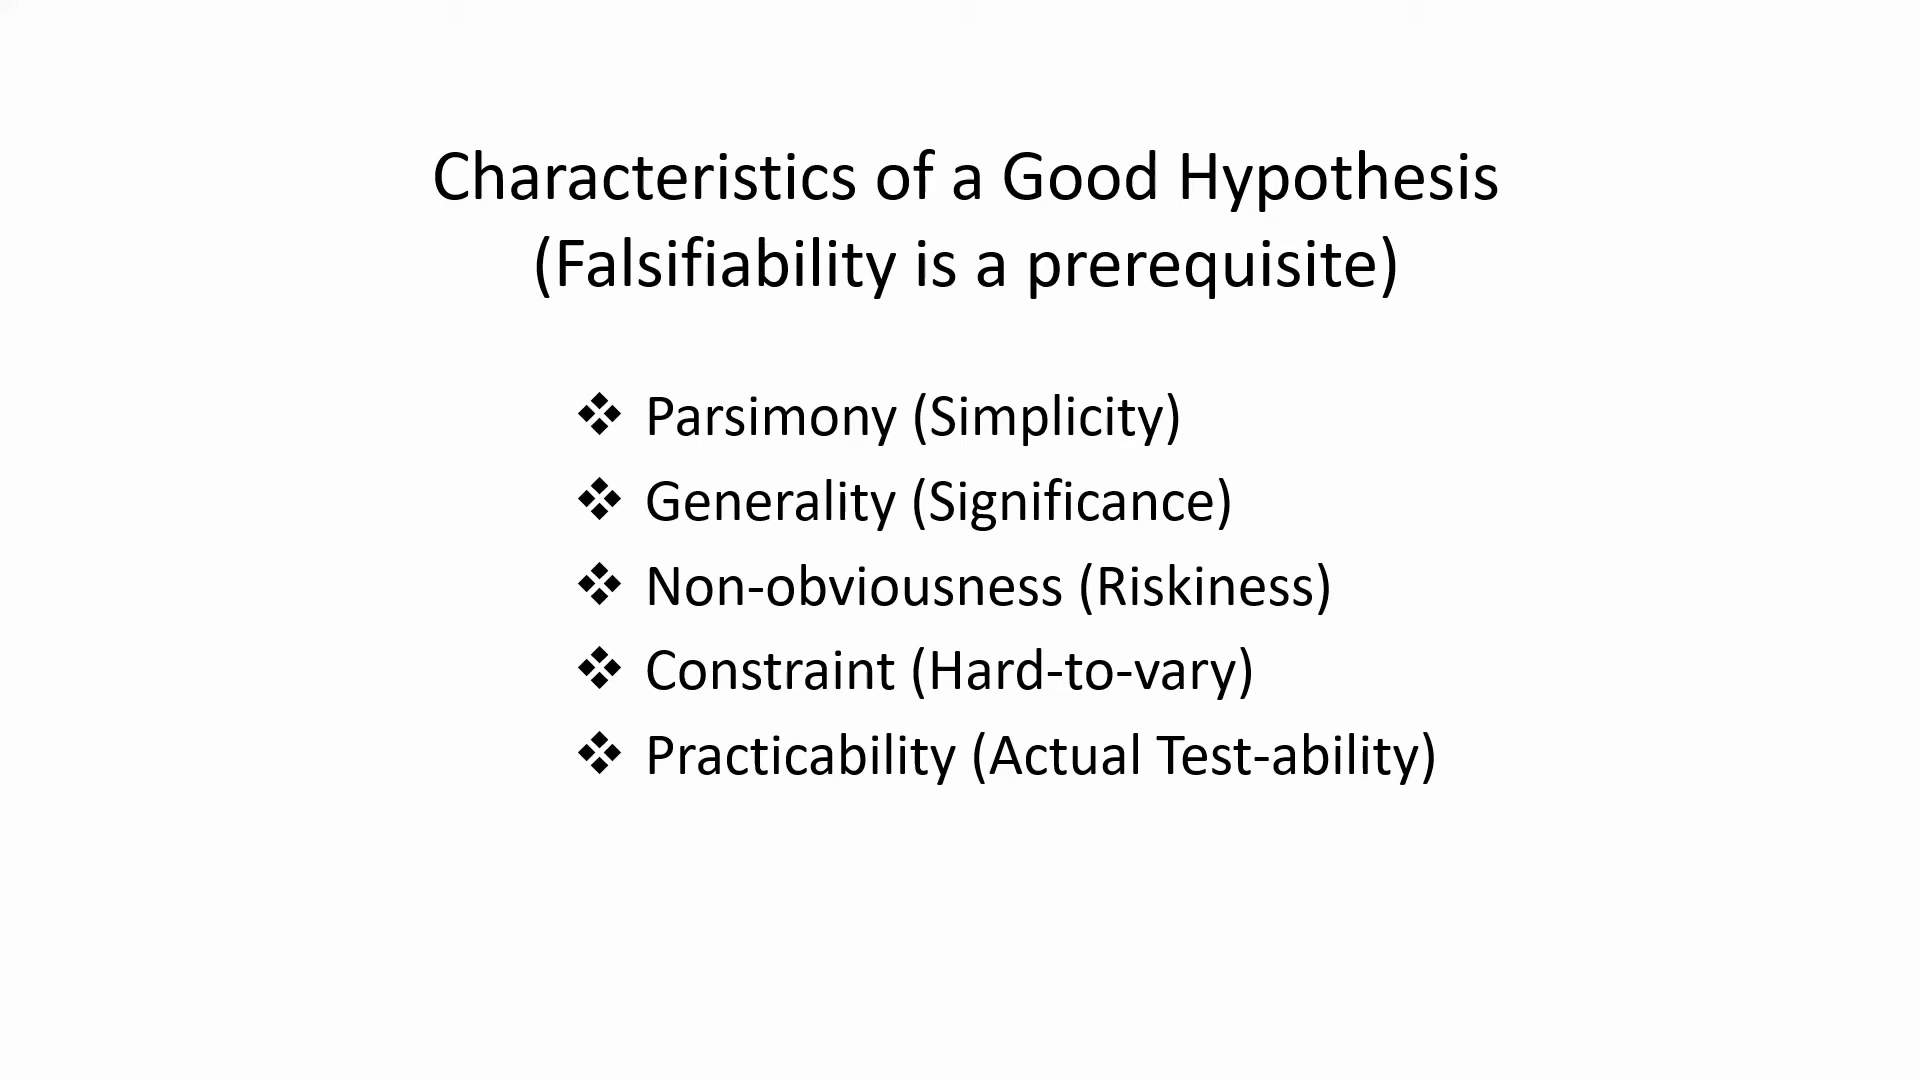 Characteristics of a Good Hypothesis
(Falsifiability is a prerequisite)
❖ Parsimony (Simplicity)
❖ Generality (Significance)
❖ Non-obviousness (Riskiness)
❖ Constraint (Hard-to-vary)
❖ Practicability (Actual Test-ability)